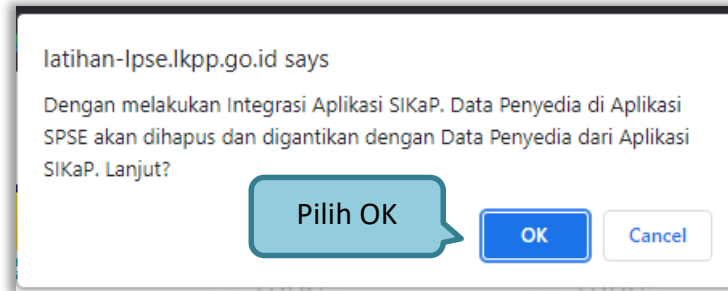 latihan-lpse.lkpp.go.id says
Dengan melakukan Integrasi Aplikasi SIKaP. Data Penyedia di Aplikasi
SPSE akan dihapus dan digantikan dengan Data Penyedia dari Aplikasi
SIKaP. Lanjut?
Pilih OK
OK
Cancel